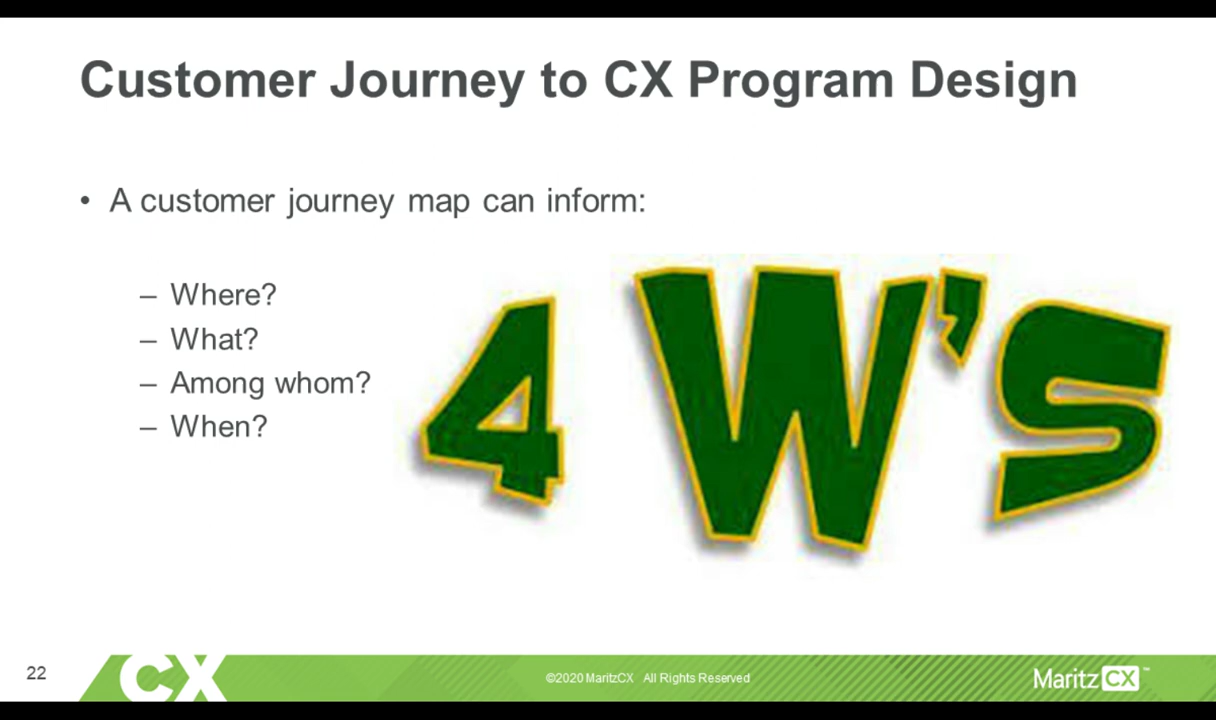 Customer Journey to CX Program Design
• A customer journey map can inform:
– Where?
– What?
– Among whom?
– When?
4 W's
22
CX
©2020 MaritzCX All Rights Reserved
Maritz CX™